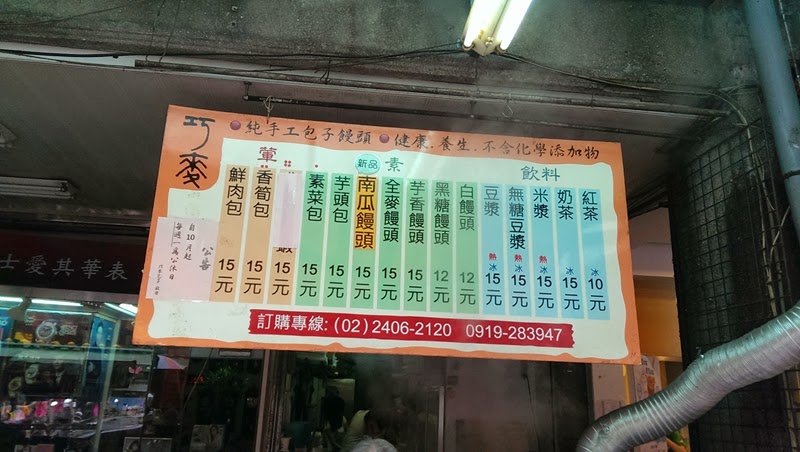 巧麥
純手工包子饅頭 健康.養生.不含化學添加物
葷
鮮肉包 15元
香筍包 15元
15元
新品 素
素菜包 15元
芋頭包 15元
南瓜饅頭 15元
全麥饅頭 15元
芋香饅頭 15元
黑糖饅頭 12元
白饅頭 12元
飲料
豆漿 熱冰 15元
無糖豆漿 熱冰 15元
米漿 熱冰 15元
奶茶 冰 15元
紅茶 冰 10元
公告
自10月起
每週一為公休日
訂購專線: (02) 2406-2120 0919-283947
士愛其華表